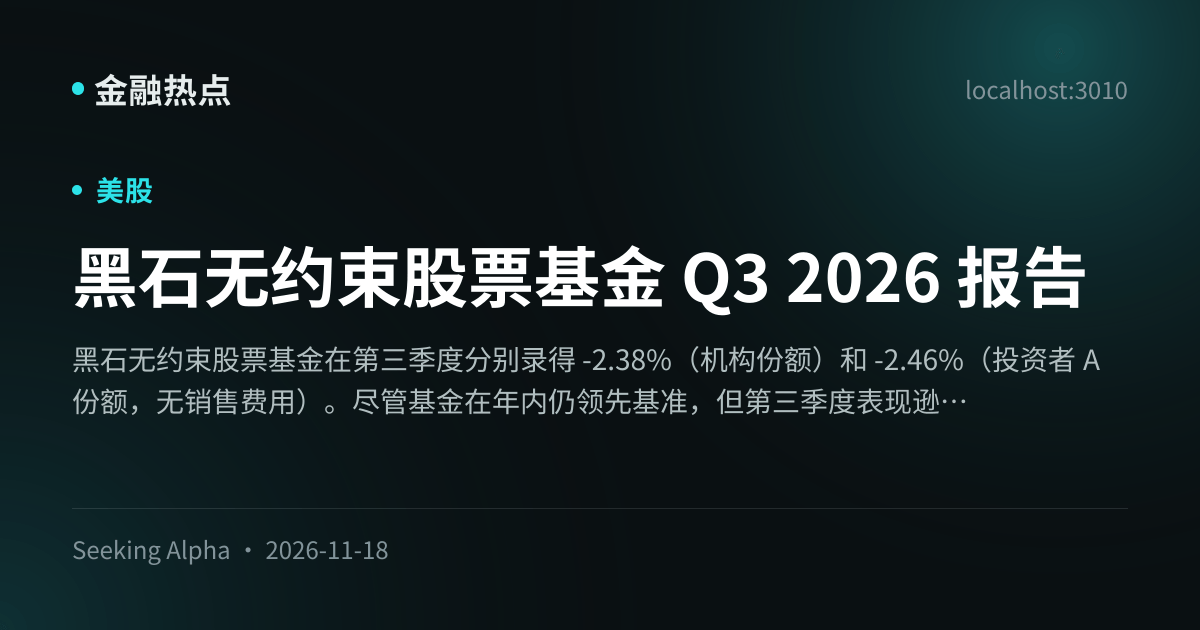 金融热点
localhost:3010
美股
黑石无约束股票基金 Q3 2026 报告
黑石无约束股票基金在第三季度分别录得 -2.38%（机构份额）和 -2.46%（投资者 A
份额，无销售费用）。尽管基金在年内仍领先基准，但第三季度表现逊…
Seeking Alpha · 2026-11-18